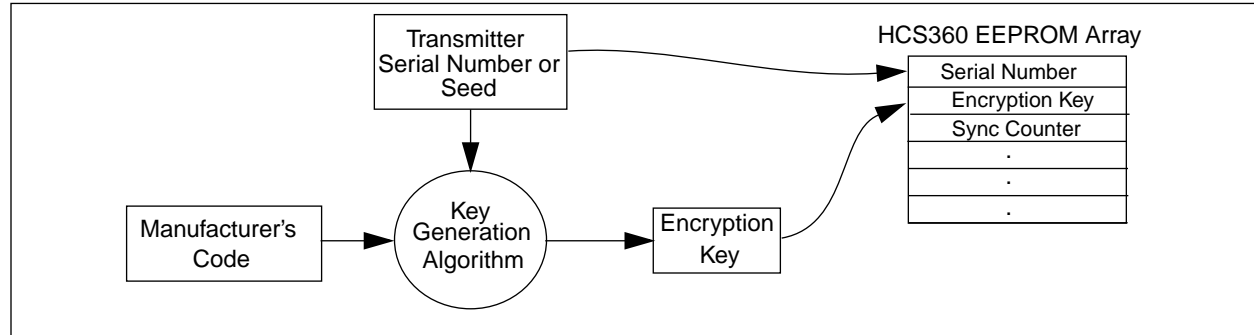 Transmitter
Serial Number or
Seed
HCS360 EEPROM Array
Serial Number
Encryption Key
Sync Counter
.
.
.
Manufacturer's
Code
Key
Generation
Algorithm
Encryption
Key